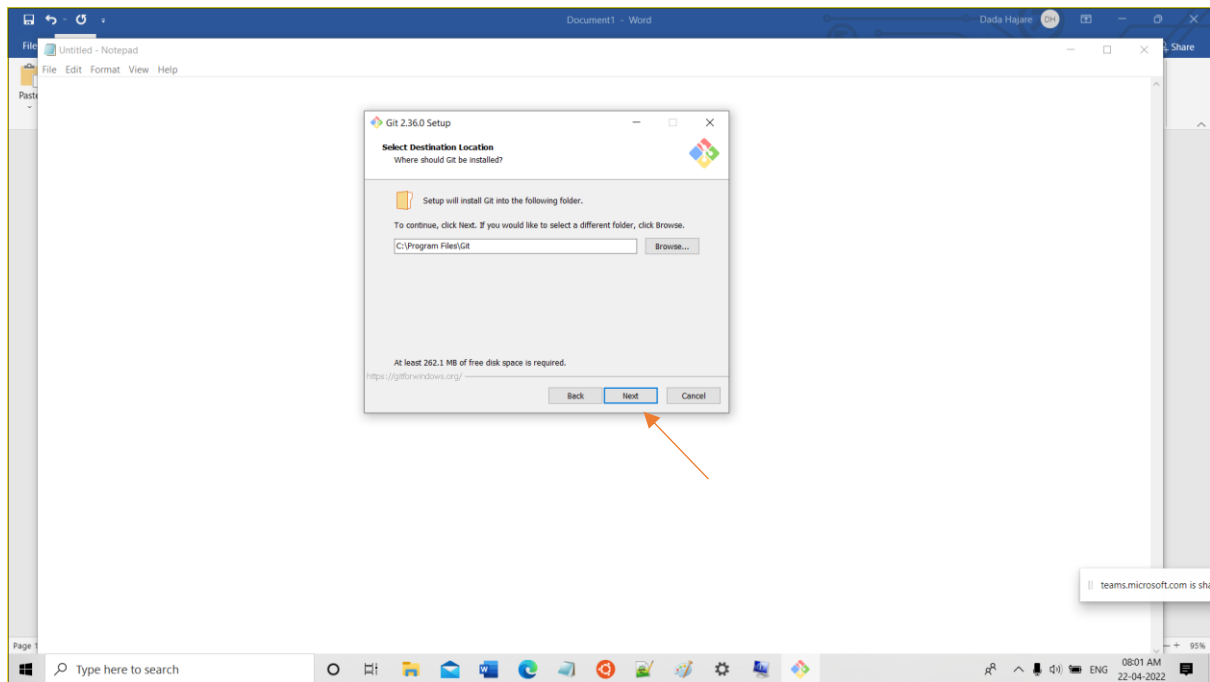 Document1 - Word
Dada Hajare DH
File
Share
Untitled - Notepad
File Edit Format View Help
Paste
Git 2.36.0 Setup
Select Destination Location
Where should Git be installed?
Setup will install Git into the following folder.
To continue, click Next. If you would like to select a different folder, click Browse.
C:\Program Files\Git
Browse...
At least 262.1 MB of free disk space is required.
https://gitforwindows.org/
Back Next Cancel
teams.microsoft.com is sha
Page 1
95%
Type here to search
ENG
08:01 AM
22-04-2022